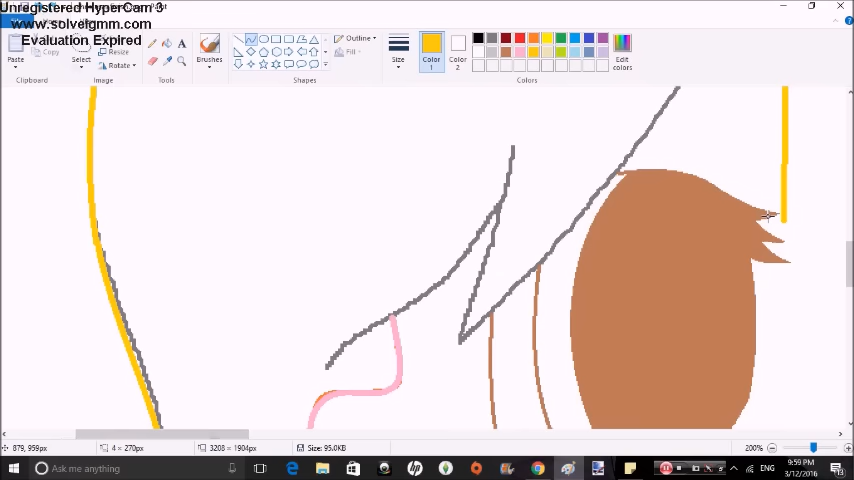 Unregistered HyperCam 3
www.solveigmm.com
Evaluation Expired
Paste
Copy
Clipboard
Select
Resize
Rotate
Image
A
Tools
Brushes
Shapes
Outline
Fill
Size
Color 1
Color 2
Colors
Edit colors
879, 959px
4 × 270px
3208 × 1904px
Size: 95.0KB
200%
Ask me anything
ENG
9:59 PM
3/12/2016